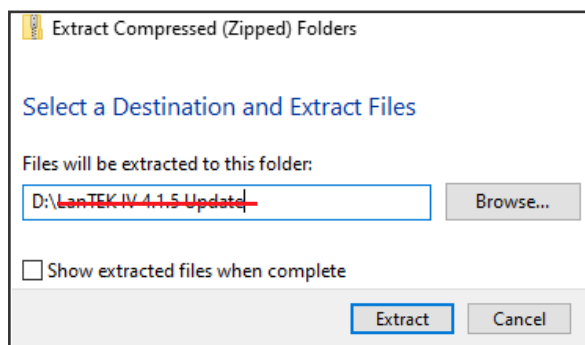 Extract Compressed (Zipped) Folders
Select a Destination and Extract Files
Files will be extracted to this folder:
D:\LanTEK IV 4.1.5 Update
Browse...
Show extracted files when complete
Extract
Cancel